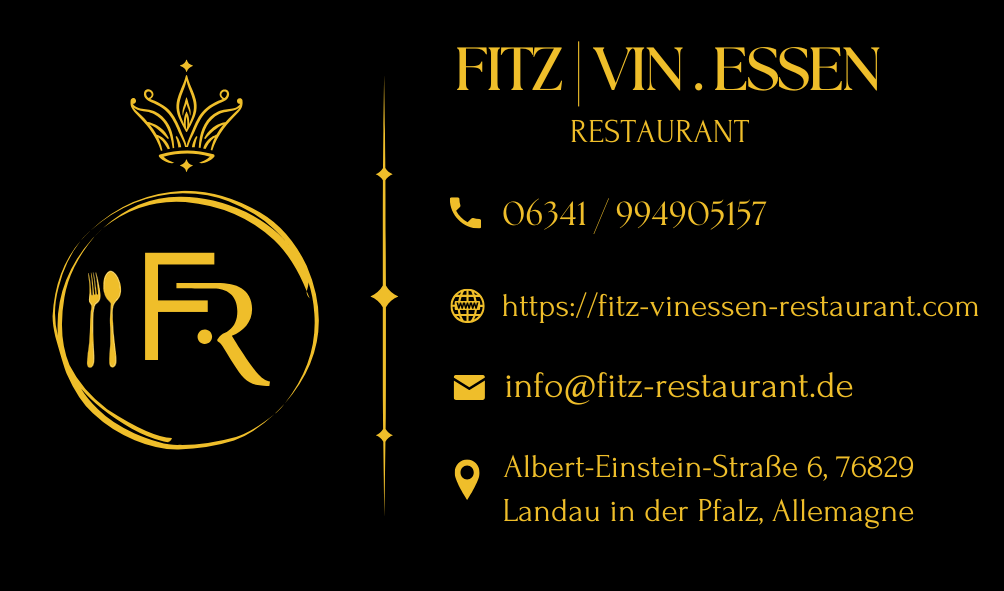 FITZ | VIN . ESSEN
RESTAURANT
FR
06341 / 994905157
https://fitz-vinessen-restaurant.com
info@fitz-restaurant.de
Albert-Einstein-Straße 6, 76829
Landau in der Pfalz, Allemagne